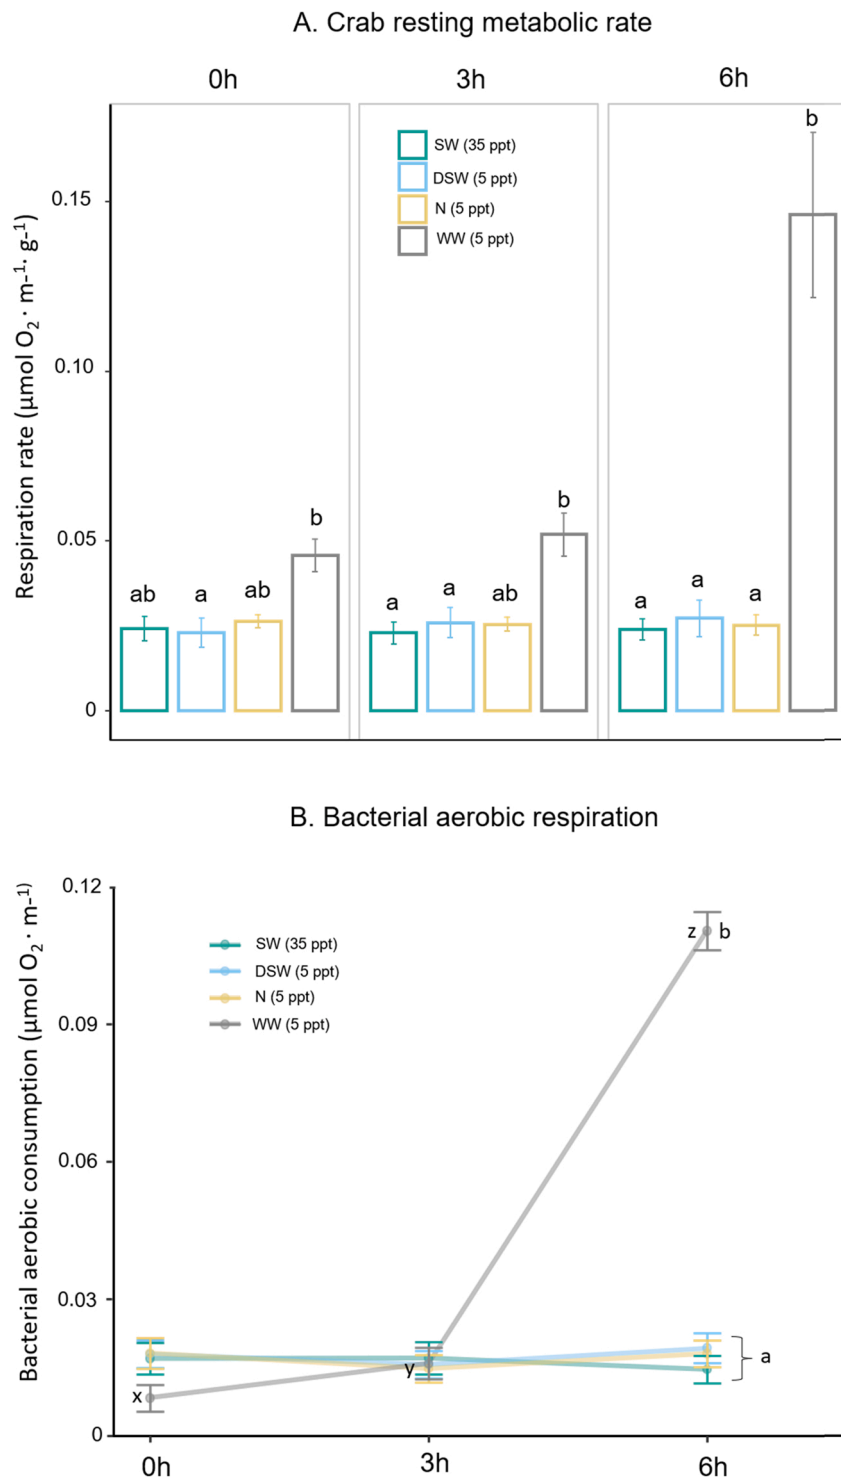 A. Crab resting metabolic rate
0h 3h 6h
Respiration rate (µmol O₂ · m-¹· g-¹)
0.15
0.10
0.05
0
SW (35 ppt)
DSW (5 ppt)
N (5 ppt)
WW (5 ppt)
ab a ab b
a a ab b
a a a b
B. Bacterial aerobic respiration
Bacterial aerobic consumption (µmol O₂ · m-¹)
0.12
0.09
0.06
0.03
0
SW (35 ppt)
DSW (5 ppt)
N (5 ppt)
WW (5 ppt)
z b
x
y
a
0h 3h 6h